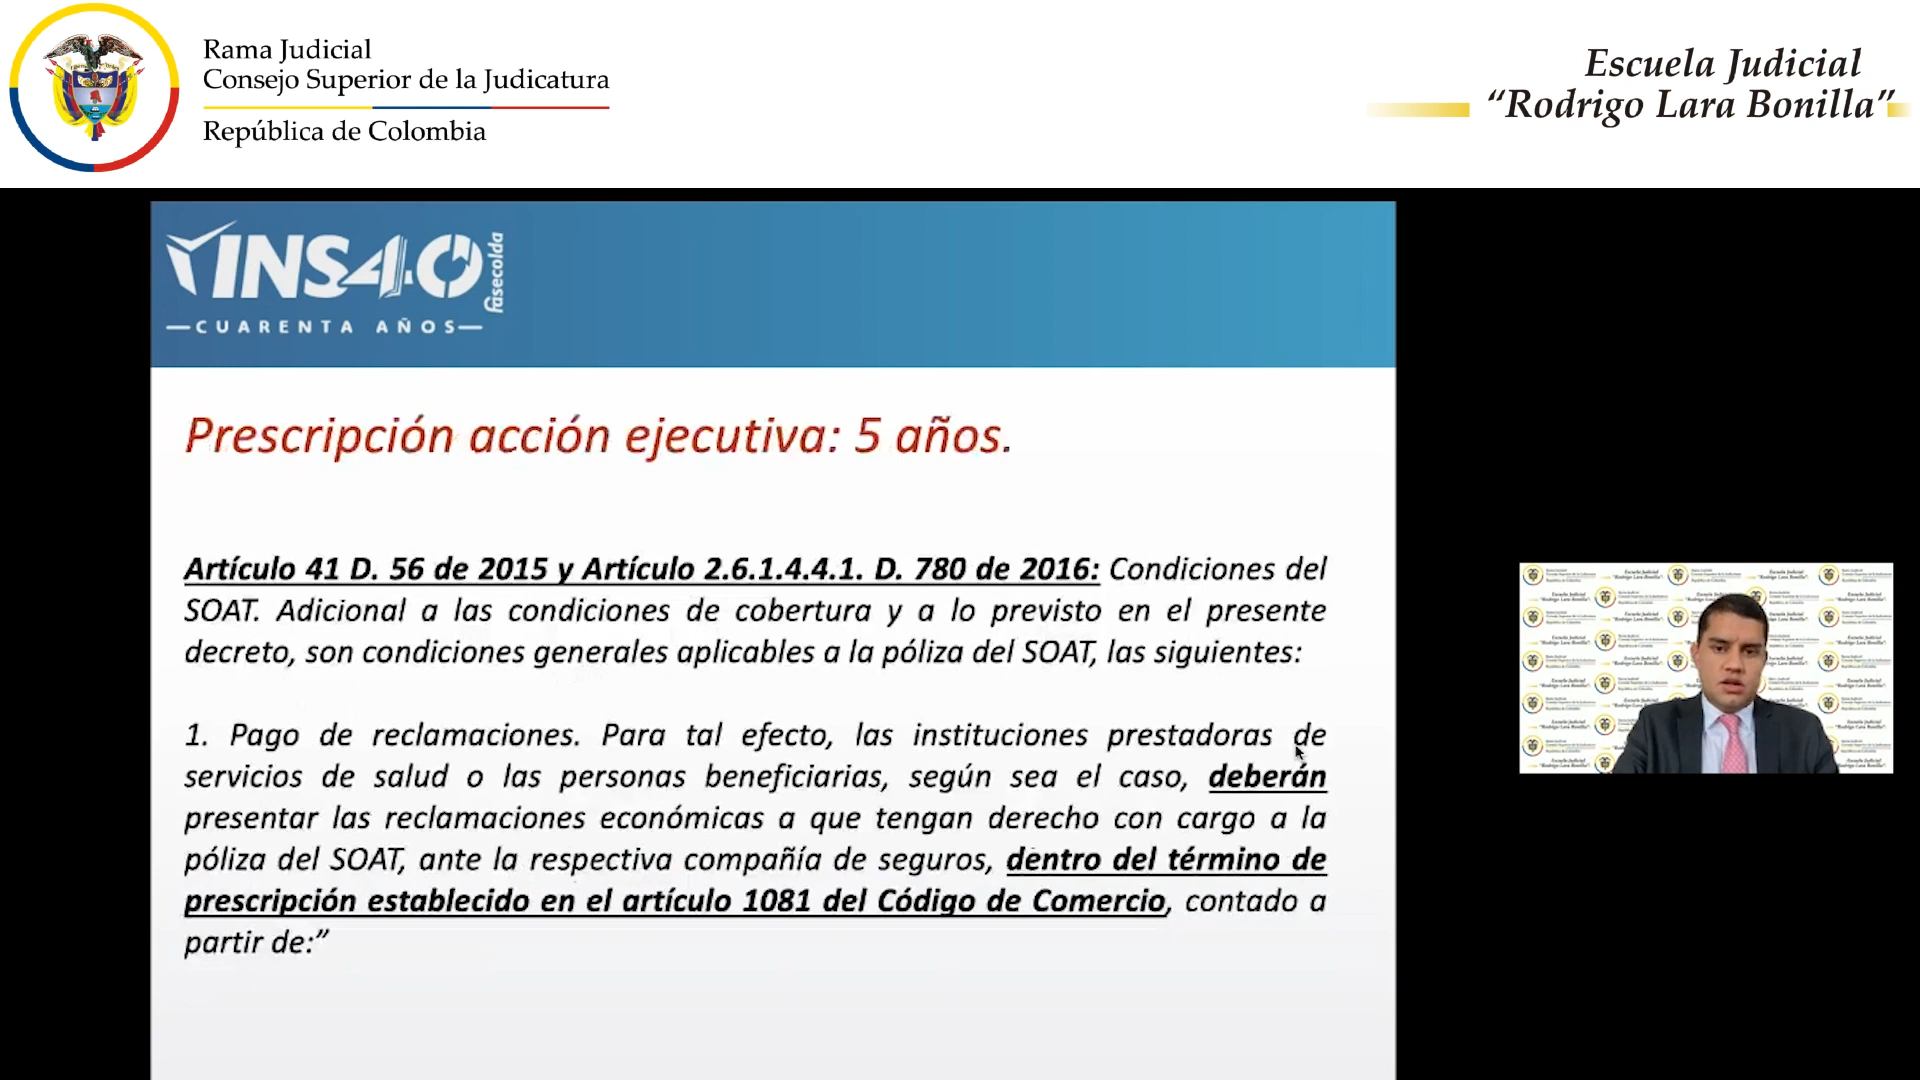 Rama Judicial
Consejo Superior de la Judicatura
República de Colombia
Escuela Judicial
“Rodrigo Lara Bonilla”
INS40
fasecolda
CUARENTA AÑOS
Prescripción acción ejecutiva: 5 años.
Artículo 41 D. 56 de 2015 y Artículo 2.6.1.4.4.1. D. 780 de 2016: Condiciones del
SOAT. Adicional a las condiciones de cobertura y a lo previsto en el presente
decreto, son condiciones generales aplicables a la póliza del SOAT, las siguientes:
1. Pago de reclamaciones. Para tal efecto, las instituciones prestadoras de
servicios de salud o las personas beneficiarias, según sea el caso, deberán
presentar las reclamaciones económicas a que tengan derecho con cargo a la
póliza del SOAT, ante la respectiva compañía de seguros, dentro del término de
prescripción establecido en el artículo 1081 del Código de Comercio, contado a
partir de:”